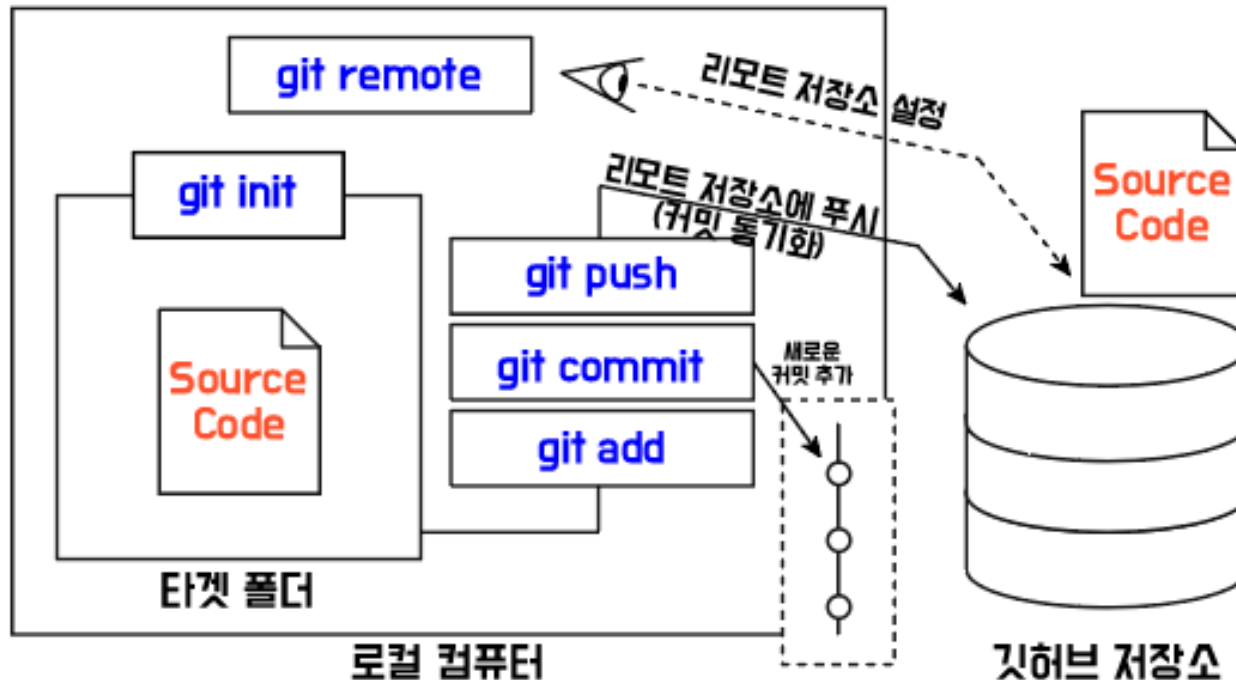 git remote
리모트 저장소 설정
git init
리모트 저장소에 푸시
(커밋 동기화)
Source
Code
git push
새로운
커밋 추가
git commit
Source
Code
git add
타겟 폴더
로컬 컴퓨터
깃허브 저장소